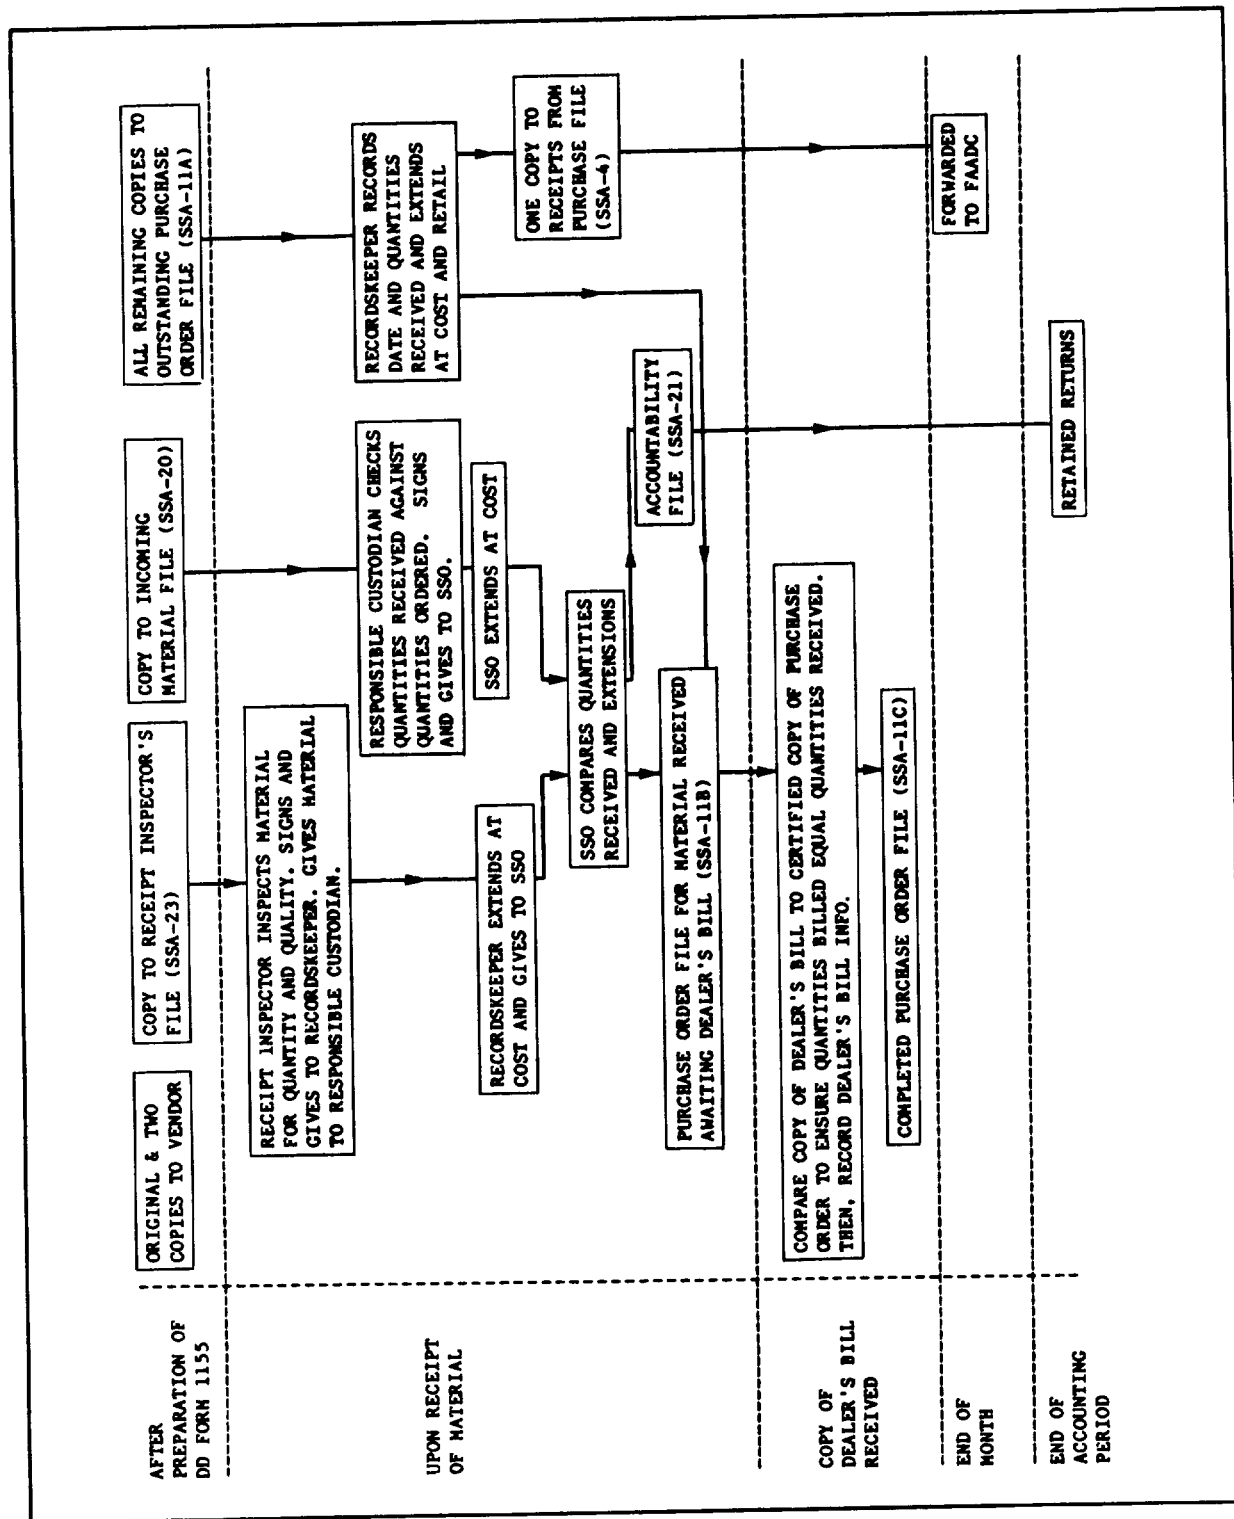 AFTER
PREPARATION OF
DD FORM 1155
ORIGINAL & TWO
COPIES TO VENDOR
COPY TO RECEIPT INSPECTOR'S
FILE (SSA-23)
COPY TO INCOMING
MATERIAL FILE (SSA-20)
ALL REMAINING COPIES TO
OUTSTANDING PURCHASE
ORDER FILE (SSA-11A)
UPON RECEIPT
OF MATERIAL
RECEIPT INSPECTOR INSPECTS MATERIAL
FOR QUANTITY AND QUALITY. SIGNS AND
GIVES TO RECORDSKEEPER. GIVES MATERIAL
TO RESPONSIBLE CUSTODIAN.
RESPONSIBLE CUSTODIAN CHECKS
QUANTITIES RECEIVED AGAINST
QUANTITIES ORDERED. SIGNS
AND GIVES TO SSO.
RECORDSKEEPER RECORDS
DATE AND QUANTITIES
RECEIVED AND EXTENDS
AT COST AND RETAIL
RECORDSKEEPER EXTENDS AT
COST AND GIVES TO SSO
SSO EXTENDS AT COST
ONE COPY TO
RECEIPTS FROM
PURCHASE FILE
(SSA-4)
SSO COMPARES QUANTITIES
RECEIVED AND EXTENSIONS
ACCOUNTABILITY
FILE (SSA-21)
PURCHASE ORDER FILE FOR MATERIAL RECEIVED
AWAITING DEALER'S BILL (SSA-11B)
COPY OF
DEALER'S BILL
RECEIVED
COMPARE COPY OF DEALER'S BILL TO CERTIFIED COPY OF PURCHASE
ORDER TO ENSURE QUANTITIES BILLED EQUAL QUANTITIES RECEIVED.
THEN, RECORD DEALER'S BILL INFO.
COMPLETED PURCHASE ORDER FILE (SSA-11C)
END OF
MONTH
FORWARDED
TO FAADC
END OF
ACCOUNTING
PERIOD
RETAINED RETURNS